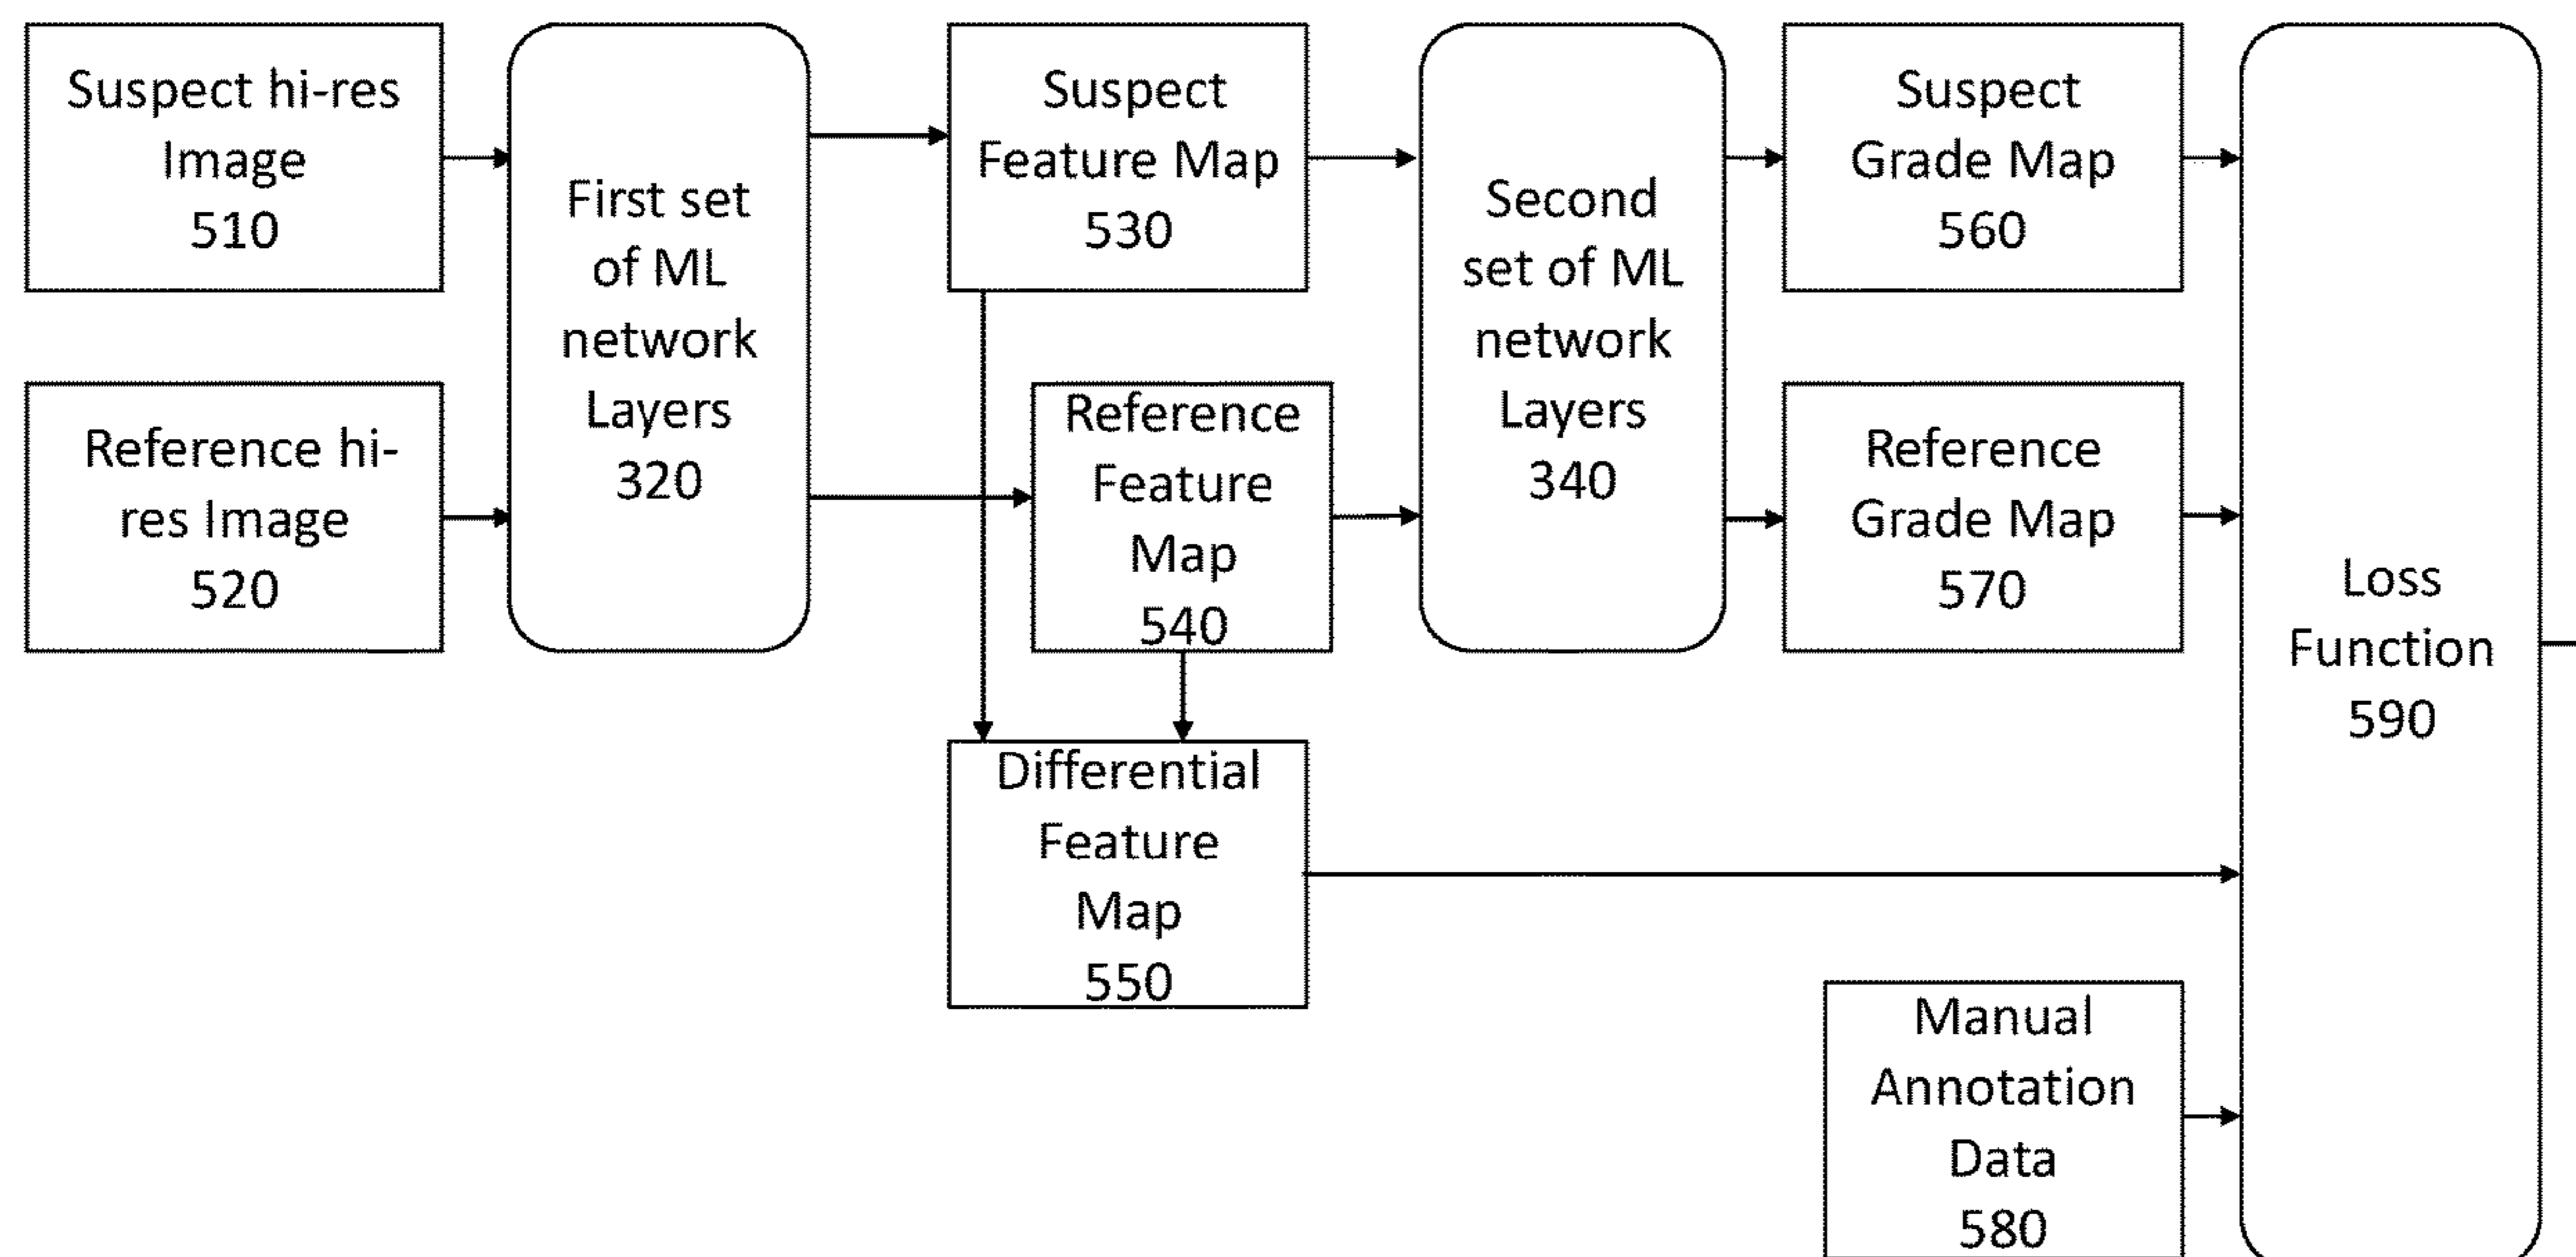 Suspect hi-res
Image
510
First set
of ML
network
Layers
320
Suspect
Feature Map
530
Second
set of ML
network
Layers
340
Suspect
Grade Map
560
Reference hi-
res Image
520
Reference
Feature
Map
540
Reference
Grade Map
570
Loss
Function
590
Differential
Feature
Map
550
Manual
Annotation
Data
580